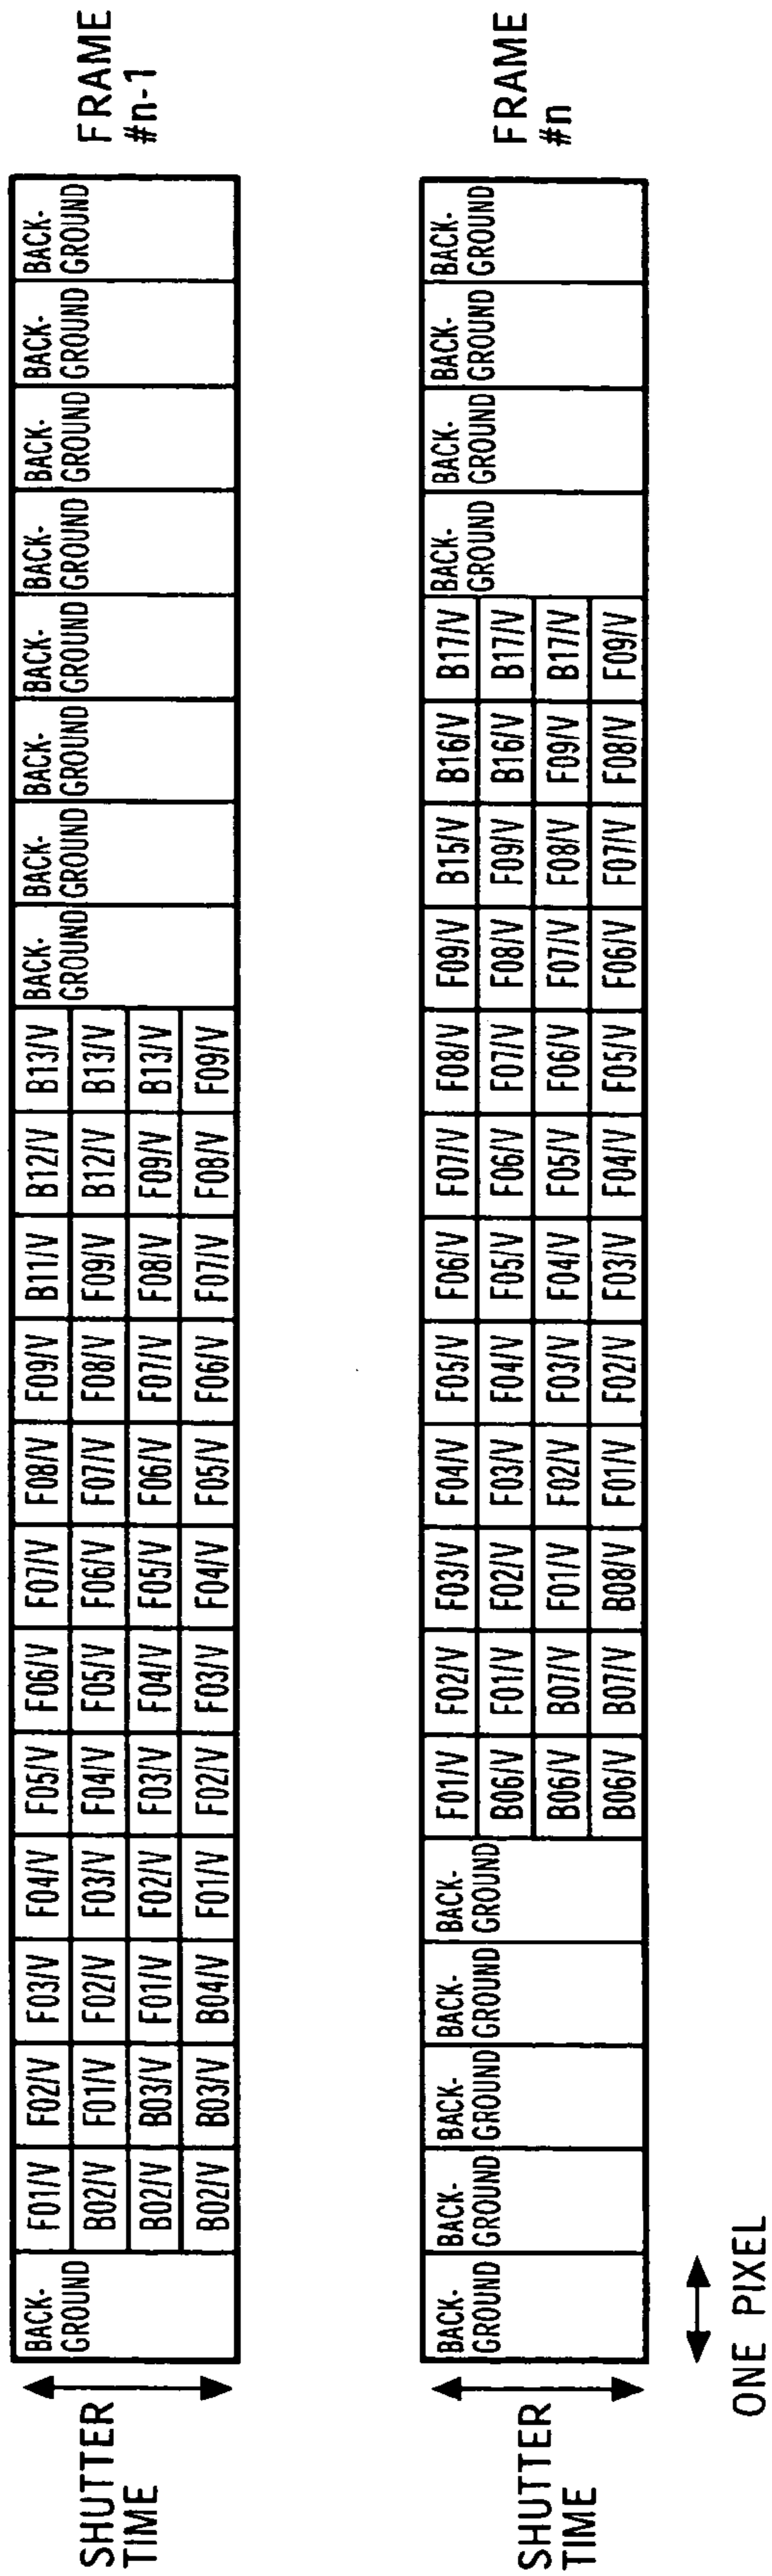 BACK- F01/V F02/V F03/V F04/V F05/V F06/V F07/V F08/V F09/V B11/V B12/V B13/V BACK- BACK- BACK- BACK- BACK- BACK- BACK- BACK-
GROUND B02/V F01/V F02/V F03/V F04/V F05/V F06/V F07/V F08/V F09/V B12/V B13/V GROUND GROUND GROUND GROUND GROUND GROUND GROUND GROUND
B02/V B03/V F01/V F02/V F03/V F04/V F05/V F06/V F07/V F08/V F09/V B13/V
B02/V B03/V B04/V F01/V F02/V F03/V F04/V F05/V F06/V F07/V F08/V F09/V
SHUTTER
TIME
FRAME
#n-1
BACK- BACK- BACK- BACK- BACK- F01/V F02/V F03/V F04/V F05/V F06/V F07/V F08/V F09/V B15/V B16/V B17/V BACK- BACK- BACK- BACK-
GROUND GROUND GROUND GROUND GROUND B06/V F01/V F02/V F03/V F04/V F05/V F06/V F07/V F08/V F09/V B16/V B17/V GROUND GROUND GROUND GROUND
B06/V B07/V F01/V F02/V F03/V F04/V F05/V F06/V F07/V F08/V F09/V B17/V
B06/V B07/V B08/V F01/V F02/V F03/V F04/V F05/V F06/V F07/V F08/V F09/V
SHUTTER
TIME
FRAME
#n
ONE PIXEL